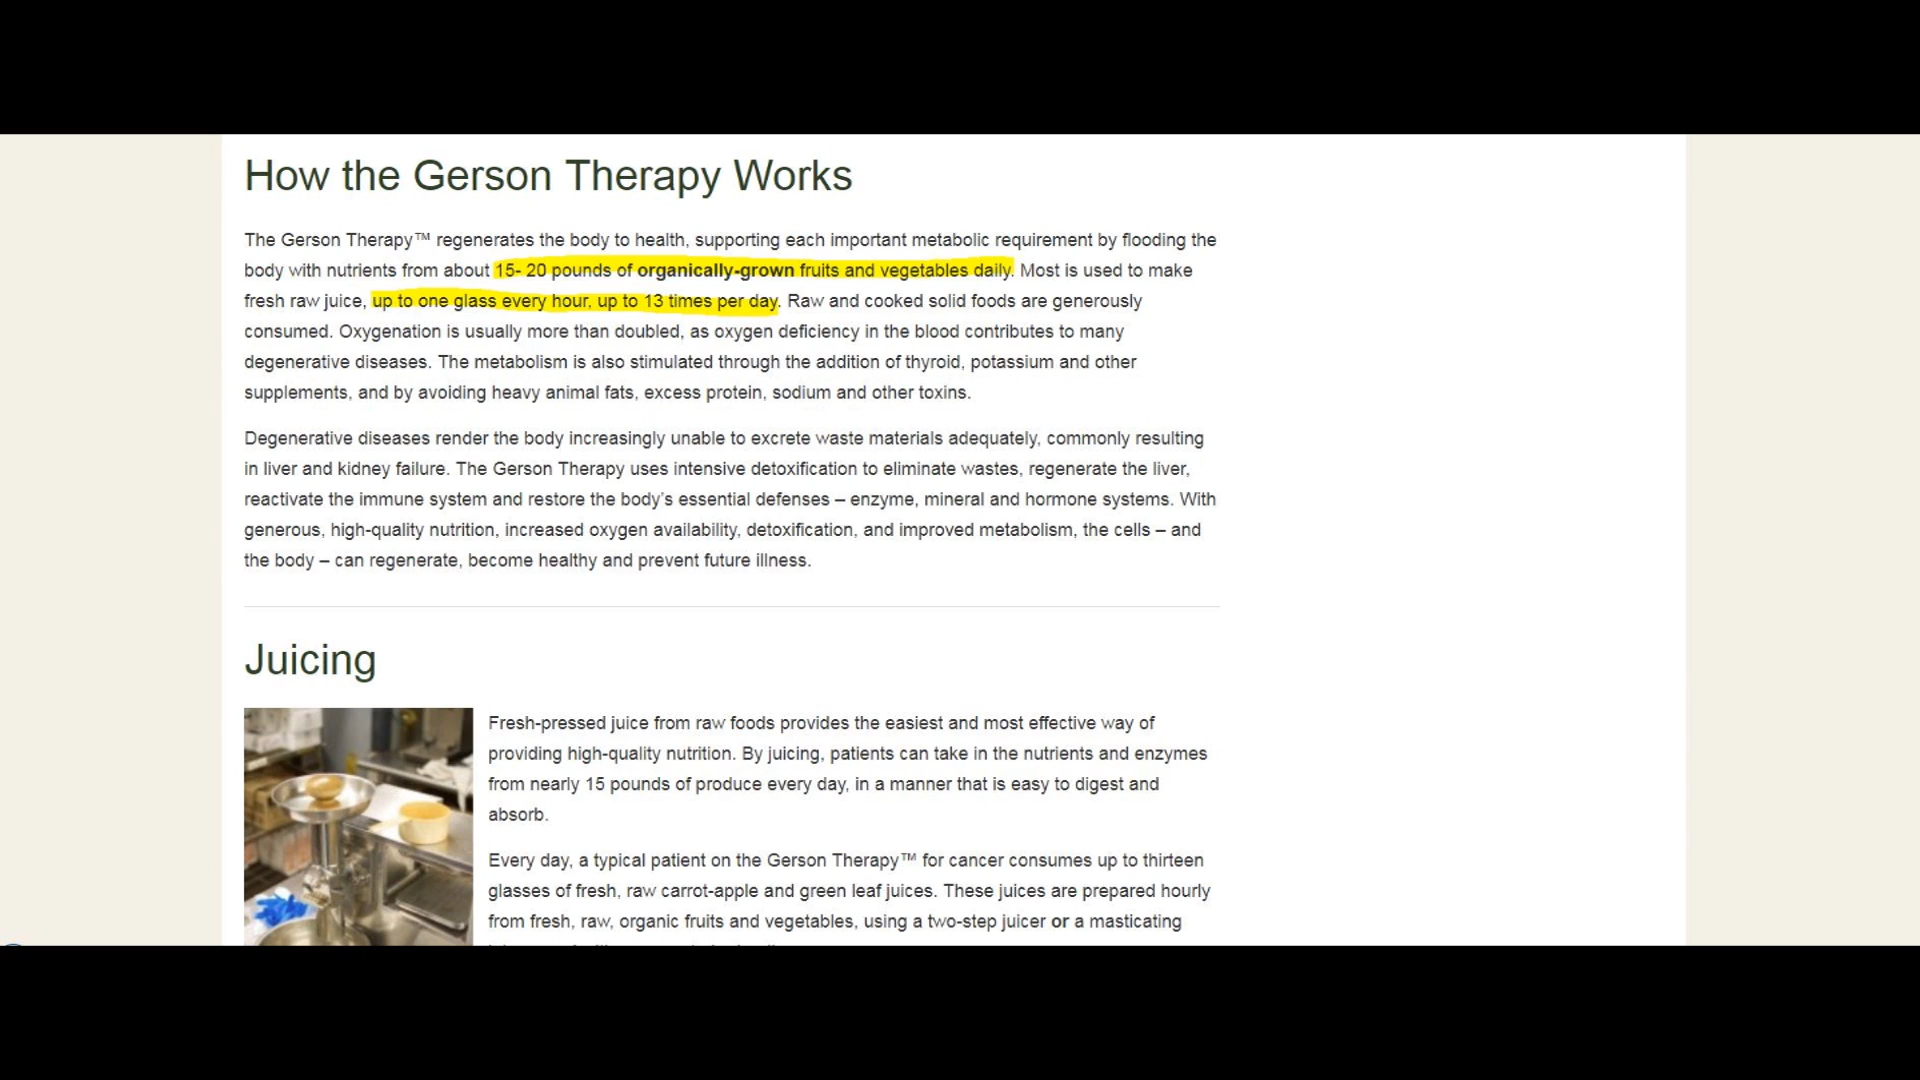 How the Gerson Therapy Works
The Gerson Therapy™ regenerates the body to health, supporting each important metabolic requirement by flooding the
body with nutrients from about 15- 20 pounds of organically-grown fruits and vegetables daily. Most is used to make
fresh raw juice, up to one glass every hour, up to 13 times per day. Raw and cooked solid foods are generously
consumed. Oxygenation is usually more than doubled, as oxygen deficiency in the blood contributes to many
degenerative diseases. The metabolism is also stimulated through the addition of thyroid, potassium and other
supplements, and by avoiding heavy animal fats, excess protein, sodium and other toxins.
Degenerative diseases render the body increasingly unable to excrete waste materials adequately, commonly resulting
in liver and kidney failure. The Gerson Therapy uses intensive detoxification to eliminate wastes, regenerate the liver,
reactivate the immune system and restore the body’s essential defenses – enzyme, mineral and hormone systems. With
generous, high-quality nutrition, increased oxygen availability, detoxification, and improved metabolism, the cells – and
the body – can regenerate, become healthy and prevent future illness.
Juicing
Fresh-pressed juice from raw foods provides the easiest and most effective way of
providing high-quality nutrition. By juicing, patients can take in the nutrients and enzymes
from nearly 15 pounds of produce every day, in a manner that is easy to digest and
absorb.
Every day, a typical patient on the Gerson Therapy™ for cancer consumes up to thirteen
glasses of fresh, raw carrot-apple and green leaf juices. These juices are prepared hourly
from fresh, raw, organic fruits and vegetables, using a two-step juicer or a masticating